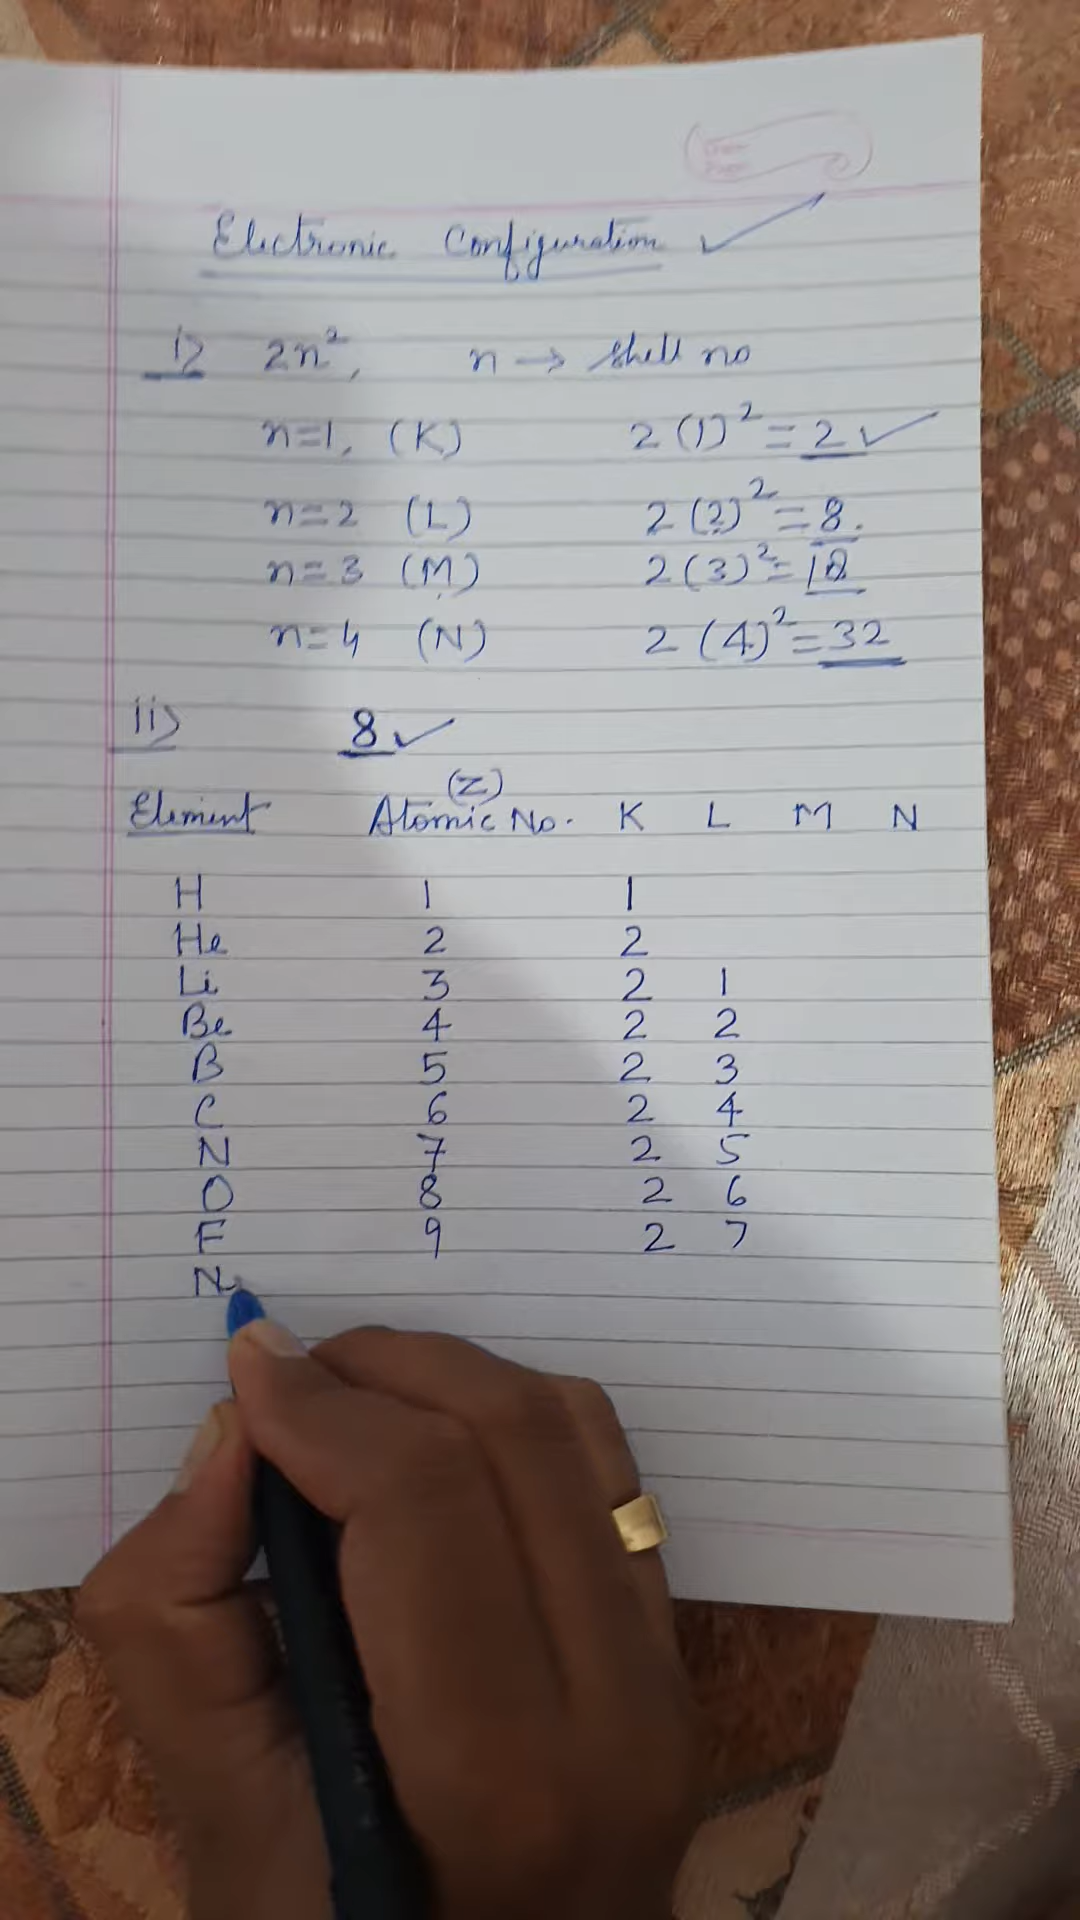 Electronic Configuration
i> 2n², n → shell no
n=1, (K) 2 (1)² = 2
n=2 (L) 2 (2)² = 8.
n=3 (M) 2 (3)² = 18
n=4 (N) 2 (4)² = 32
ii> 8
(Z)
Element Atomic No. K L M N
H 1 1
He 2 2
Li 3 2 1
Be 4 2 2
B 5 2 3
C 6 2 4
N 7 2 5
O 8 2 6
F 9 2 7
N